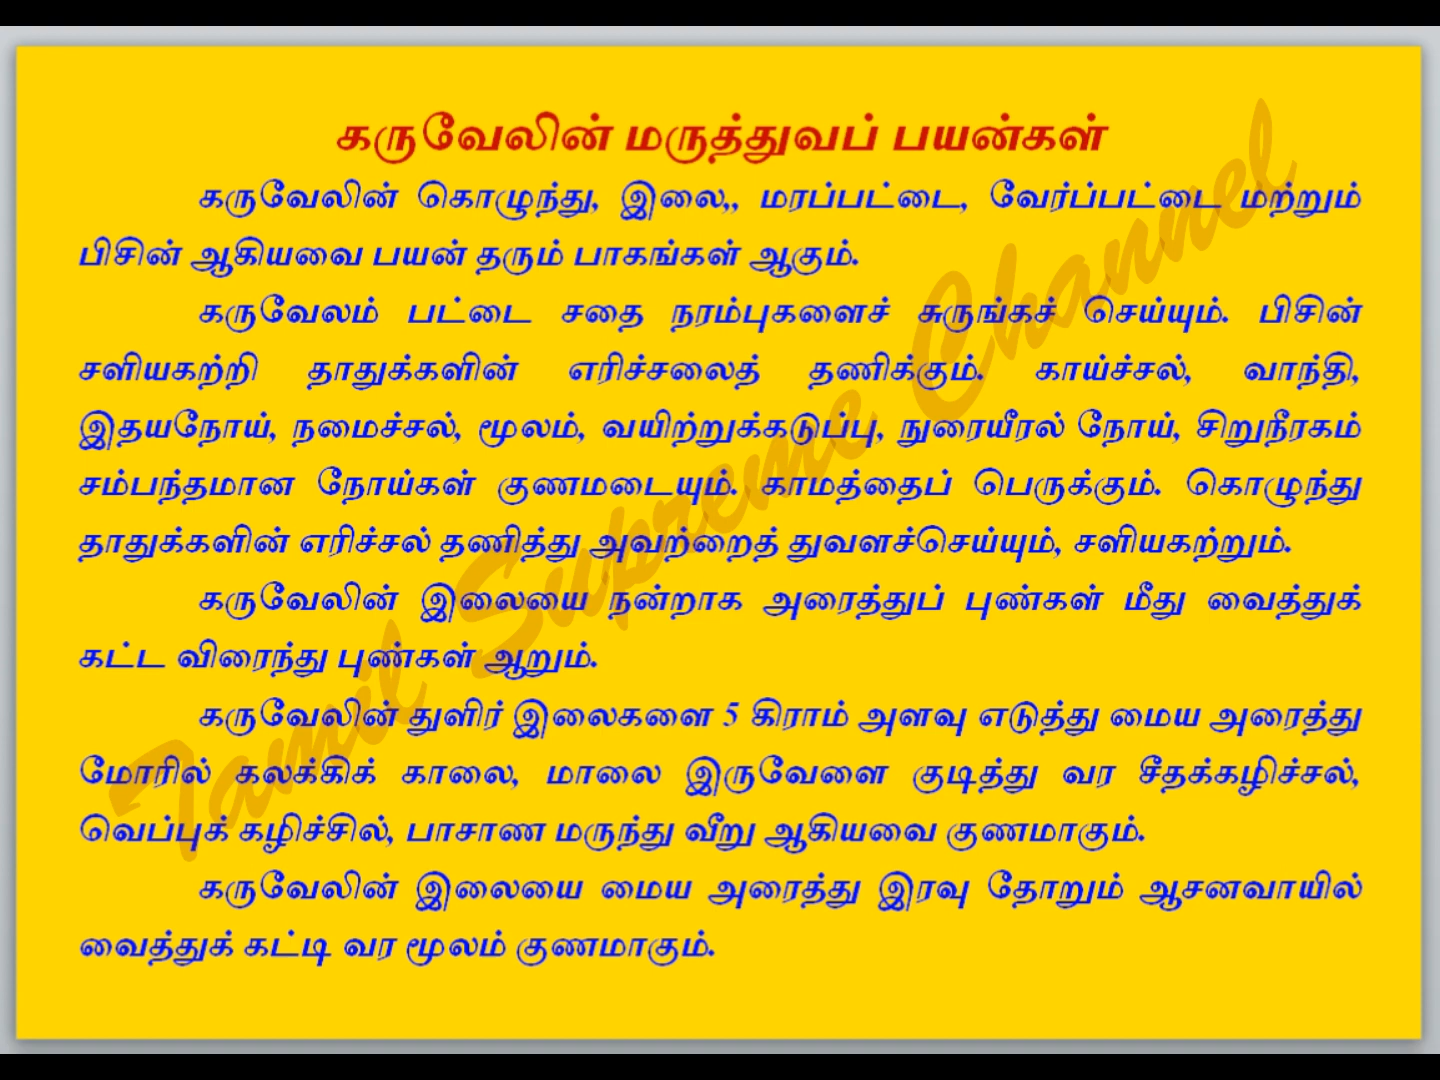 கருவேலின் மருத்துவப் பயன்கள்
கருவேலின் கொழுந்து, இலை,, மரப்பட்டை, வேர்ப்பட்டை மற்றும்
பிசின் ஆகியவை பயன் தரும் பாகங்கள் ஆகும்.
கருவேலம் பட்டை சதை நரம்புகளைச் சுருங்கச் செய்யும். பிசின்
சளியகற்றி தாதுக்களின் எரிச்சலைத் தணிக்கும். காய்ச்சல், வாந்தி,
இதயநோய், நமைச்சல், மூலம், வயிற்றுக்கடுப்பு, நுரையீரல் நோய், சிறுநீரகம்
சம்பந்தமான நோய்கள் குணமடையும். காமத்தைப் பெருக்கும். கொழுந்து
தாதுக்களின் எரிச்சல் தணித்து அவற்றைத் துவளச்செய்யும், சளியகற்றும்.
கருவேலின் இலையை நன்றாக அரைத்துப் புண்கள் மீது வைத்துக்
கட்ட விரைந்து புண்கள் ஆறும்.
கருவேலின் துளிர் இலைகளை 5 கிராம் அளவு எடுத்து மைய அரைத்து
மோரில் கலக்கிக் காலை, மாலை இருவேளை குடித்து வர சீதக்கழிச்சல்,
வெப்புக் கழிச்சில், பாசாண மருந்து வீறு ஆகியவை குணமாகும்.
கருவேலின் இலையை மைய அரைத்து இரவு தோறும் ஆசனவாயில்
வைத்துக் கட்டி வர மூலம் குணமாகும்.
Tamil Supreme Channel